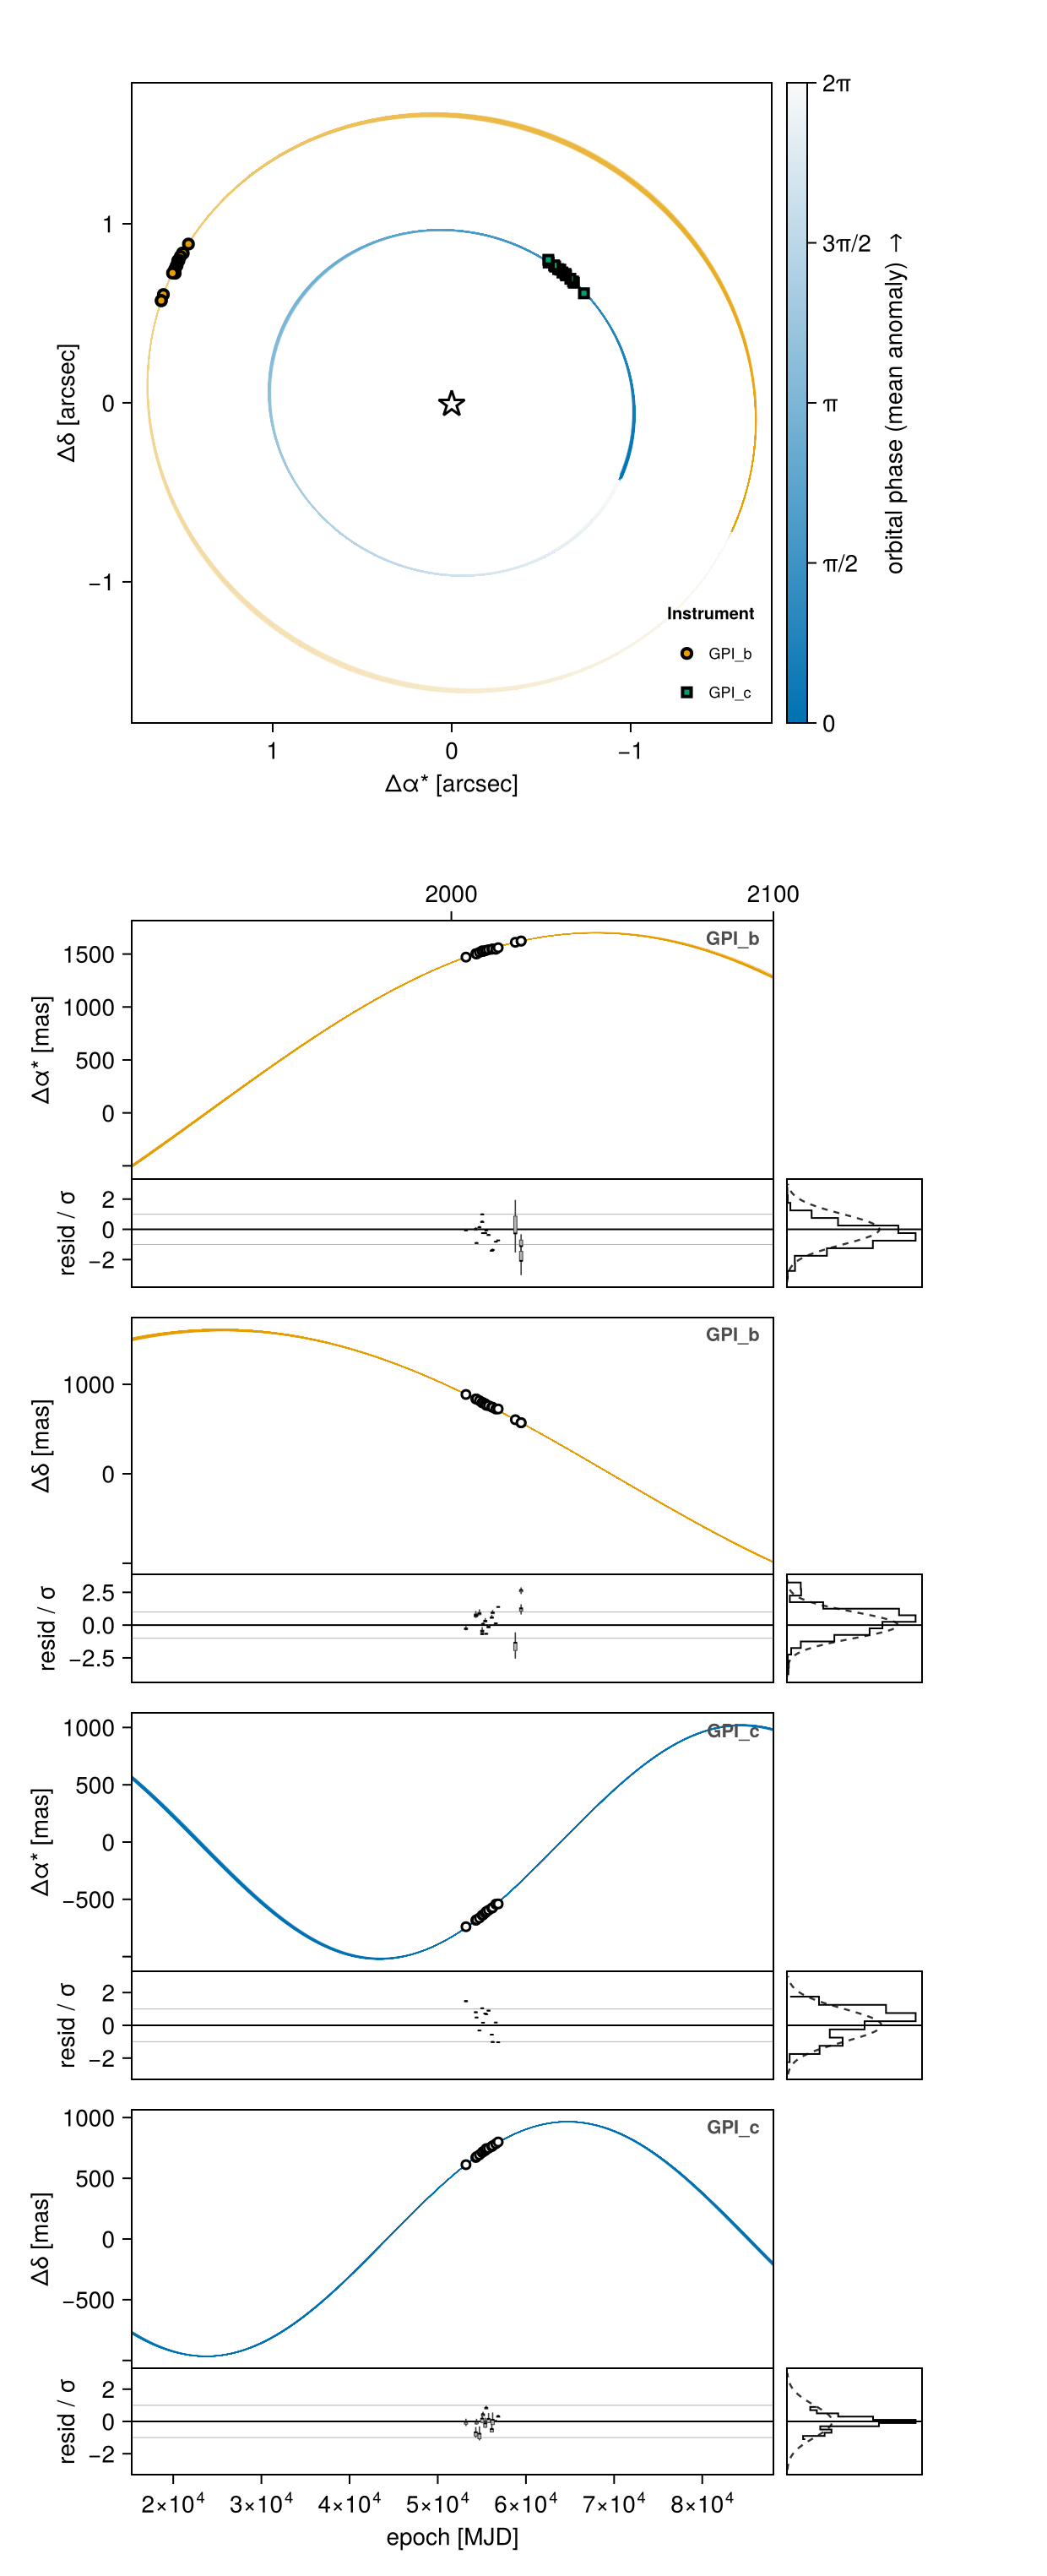 2π
3π/2
π
π/2
0
orbital phase (mean anomaly) →
1
0
−1
Δδ [arcsec]
Instrument
GPI_b
GPI_c
1
0
−1
Δα* [arcsec]
2000
2100
GPI_b
1500
1000
500
0
Δα* [mas]
2
0
−2
resid / σ
GPI_b
1000
0
Δδ [mas]
2.5
0.0
−2.5
resid / σ
GPI_c
1000
500
0
−500
Δα* [mas]
2
0
−2
resid / σ
GPI_c
1000
500
0
−500
Δδ [mas]
2
0
−2
resid / σ
2×10⁴
3×10⁴
4×10⁴
5×10⁴
6×10⁴
7×10⁴
8×10⁴
epoch [MJD]